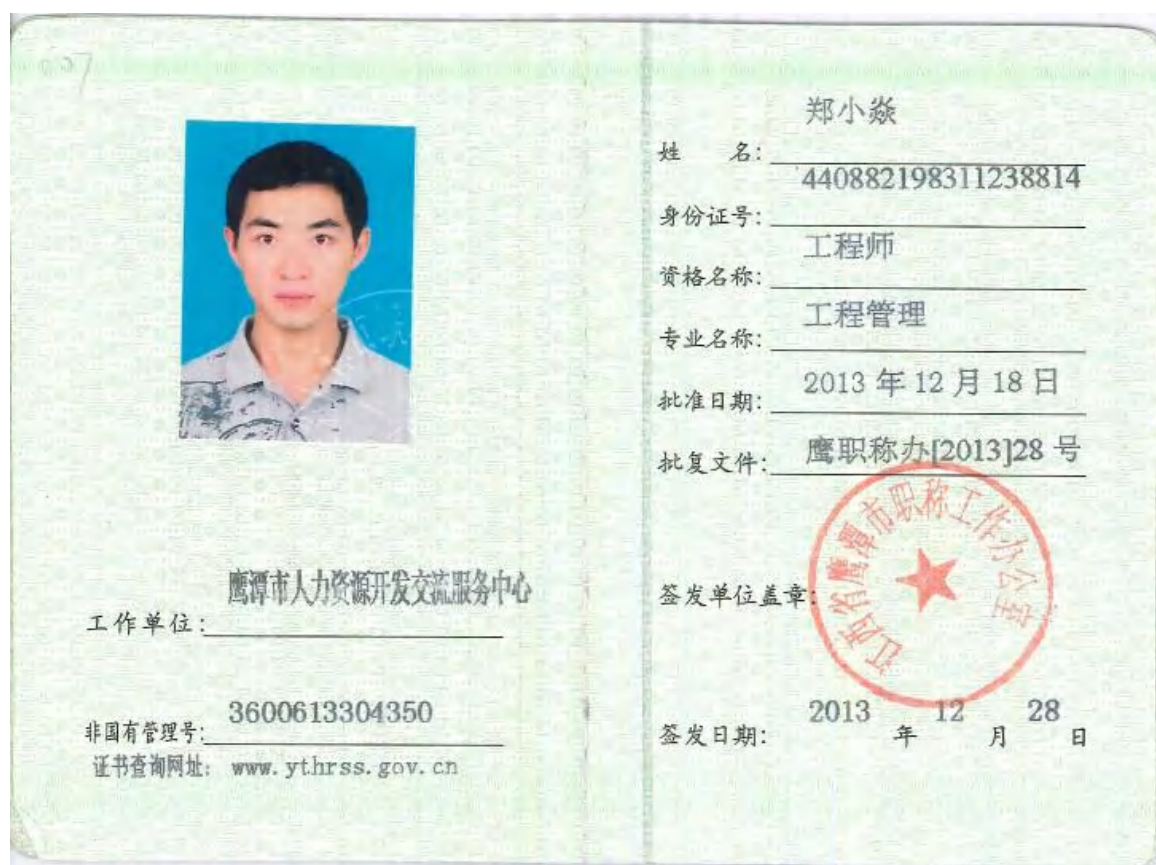 工作单位：鹰潭市人力资源开发交流服务中心
非国有管理号：3600613304350
证书查询网址：www.ythrss.gov.cn
姓 名：郑小焱
身份证号：440882198311238814
资格名称：工程师
专业名称：工程管理
批准日期：2013 年 12 月 18 日
批复文件：鹰职称办[2013]28 号
签发单位盖章：
江西省鹰潭市职称工作办公室
签发日期：2013 年 12 月 28 日